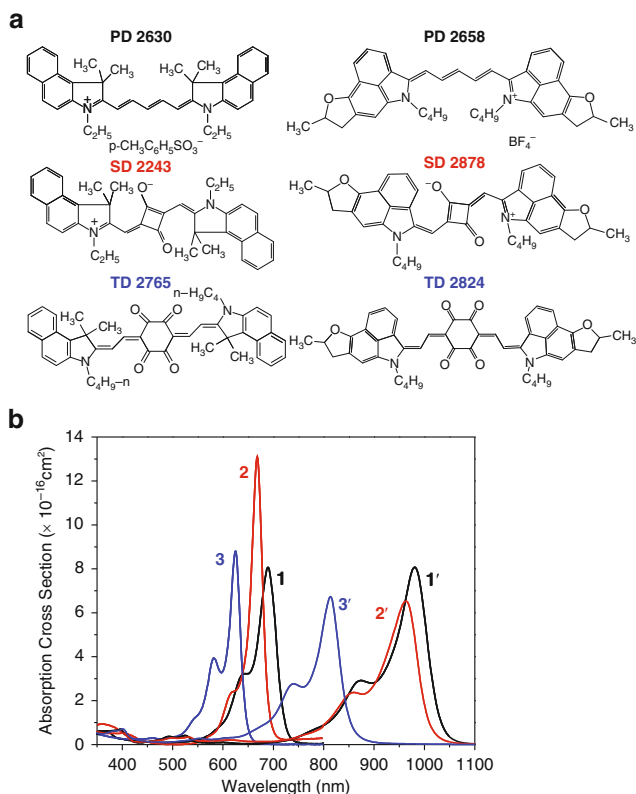 a
PD 2630 PD 2658
H₃C CH₃ H₃C CH₃
N⁺ N
C₂H₅ C₂H₅
p-CH₃C₆H₅SO₃⁻
O N N⁺ O
H₃C C₄H₉ C₄H₉ CH₃
BF₄⁻
SD 2243 SD 2878
H₃C CH₃ O⁻ C₂H₅
N⁺ N
C₂H₅ O H₃C CH₃
H₃C O ⁻O O CH₃
N N⁺
C₄H₉ O C₄H₉
TD 2765 TD 2824
n–H₉C₄
H₃C CH₃ O O N
N O O H₃C CH₃
C₄H₉–n
H₃C O O O O CH₃
N O O N
C₄H₉ C₄H₉
b
Absorption Cross Section (× 10⁻¹⁶cm²)
14
12
10
8
6
4
2
0
2
3
1
3′
2′
1′
400 500 600 700 800 900 1000 1100
Wavelength (nm)